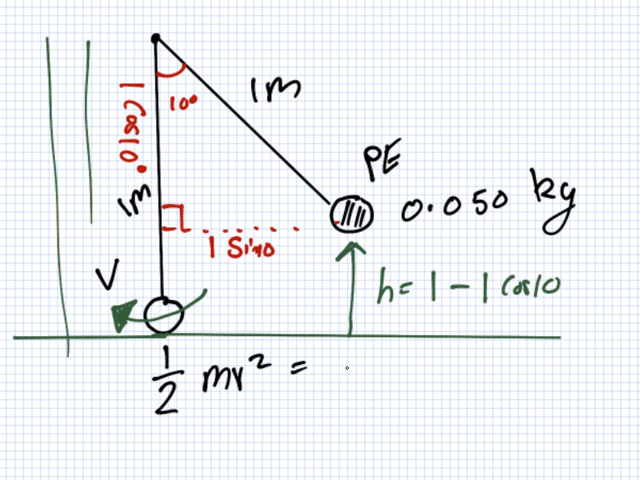 1m
10°
1 cos10°
PE
1m
0.050 kg
1 Sin10
V
h = 1 - 1 cos10
1/2 mv² =